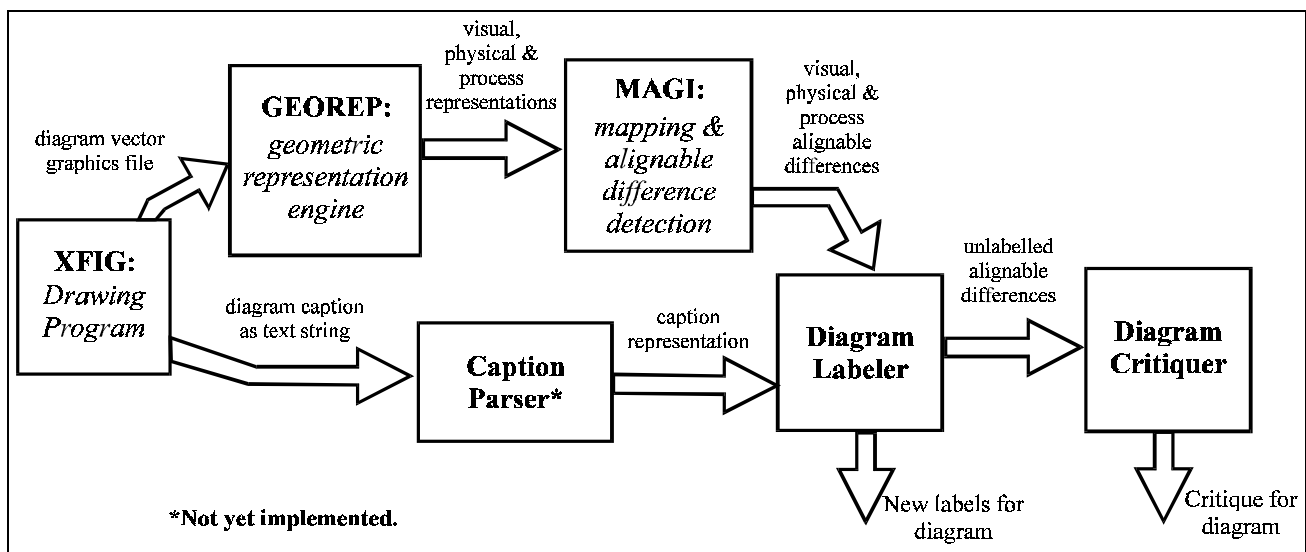 visual,
physical &
process
representations
visual,
physical &
process
alignable
differences
diagram vector
graphics file
GEOREP:
geometric
representation
engine
MAGI:
mapping &
alignable
difference
detection
XFIG:
Drawing
Program
diagram caption
as text string
Caption
Parser*
caption
representation
Diagram
Labeler
unlabelled
alignable
differences
Diagram
Critiquer
New labels for
diagram
Critique for
diagram
*Not yet implemented.